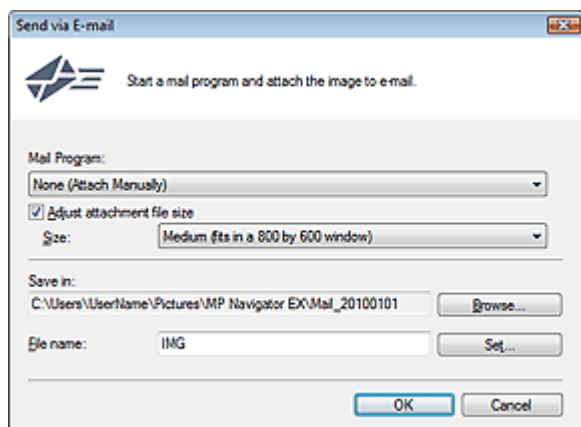 Send via E-mail
Start a mail program and attach the image to e-mail.
Mail Program:
None (Attach Manually)
Adjust attachment file size
Size: Medium (fits in a 800 by 600 window)
Save in:
C:\Users\UserName\Pictures\MP Navigator EX\Mail_20100101 Browse...
File name: IMG Set...
OK Cancel